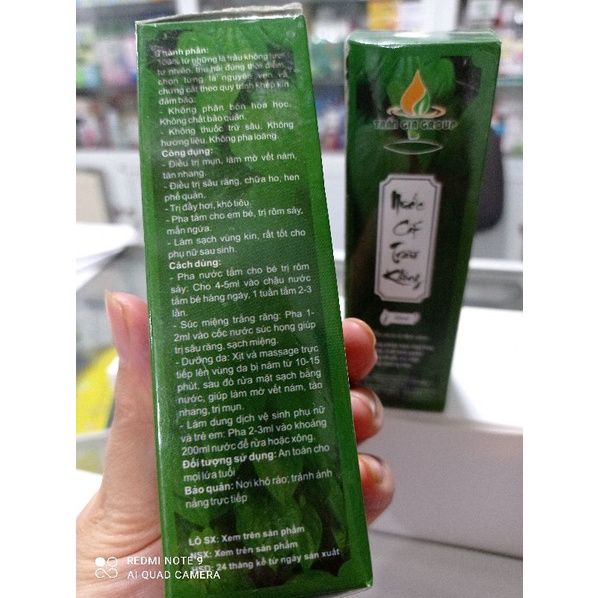 Thành phần:
100% từ những lá trầu không tươi
tự nhiên, thu hái đúng thời điểm,
chọn từng lá nguyên vẹn và
chưng cất theo quy trình khép kín
đảm bảo:
- Không phân bón hóa học.
Không chất bảo quản.
- Không thuốc trừ sâu. Không
hương liệu. Không pha loãng.
Công dụng:
- Điều trị mụn, làm mờ vết nám,
tàn nhang.
- Điều trị sâu răng, chữa ho, hen
phế quản.
- Trị đầy hơi, khó tiêu.
- Pha tắm cho em bé, trị rôm sảy,
mẩn ngứa.
- Làm sạch vùng kín, rất tốt cho
phụ nữ sau sinh.
Cách dùng:
- Pha nước tắm cho bé trị rôm
sảy: Cho 4-5ml vào chậu nước
tắm bé hàng ngày, 1 tuần tắm 2-3
lần.
- Súc miệng trắng răng: Pha 1-
2ml vào cốc nước súc họng giúp
trị sâu răng, sạch miệng.
- Dưỡng da: Xịt và massage trực
tiếp lên vùng da bị nám từ 10-15
phút, sau đó rửa mặt sạch bằng
nước, giúp làm mờ vết nám, tàn
nhang, trị mụn.
- Làm dung dịch vệ sinh phụ nữ
và trẻ em: Pha 2-3ml vào khoảng
200ml nước để rửa hoặc xông.
Đối tượng sử dụng: An toàn cho
mọi lứa tuổi
Bảo quản: Nơi khô ráo, tránh ánh
nắng trực tiếp
LÔ SX: Xem trên sản phẩm
NSX: Xem trên sản phẩm
HSD: 24 tháng kể từ ngày sản xuất
TRẦN GIA GROUP
Nước
Cốt
Trầu
Không
REDMI NOTE 9
AI QUAD CAMERA